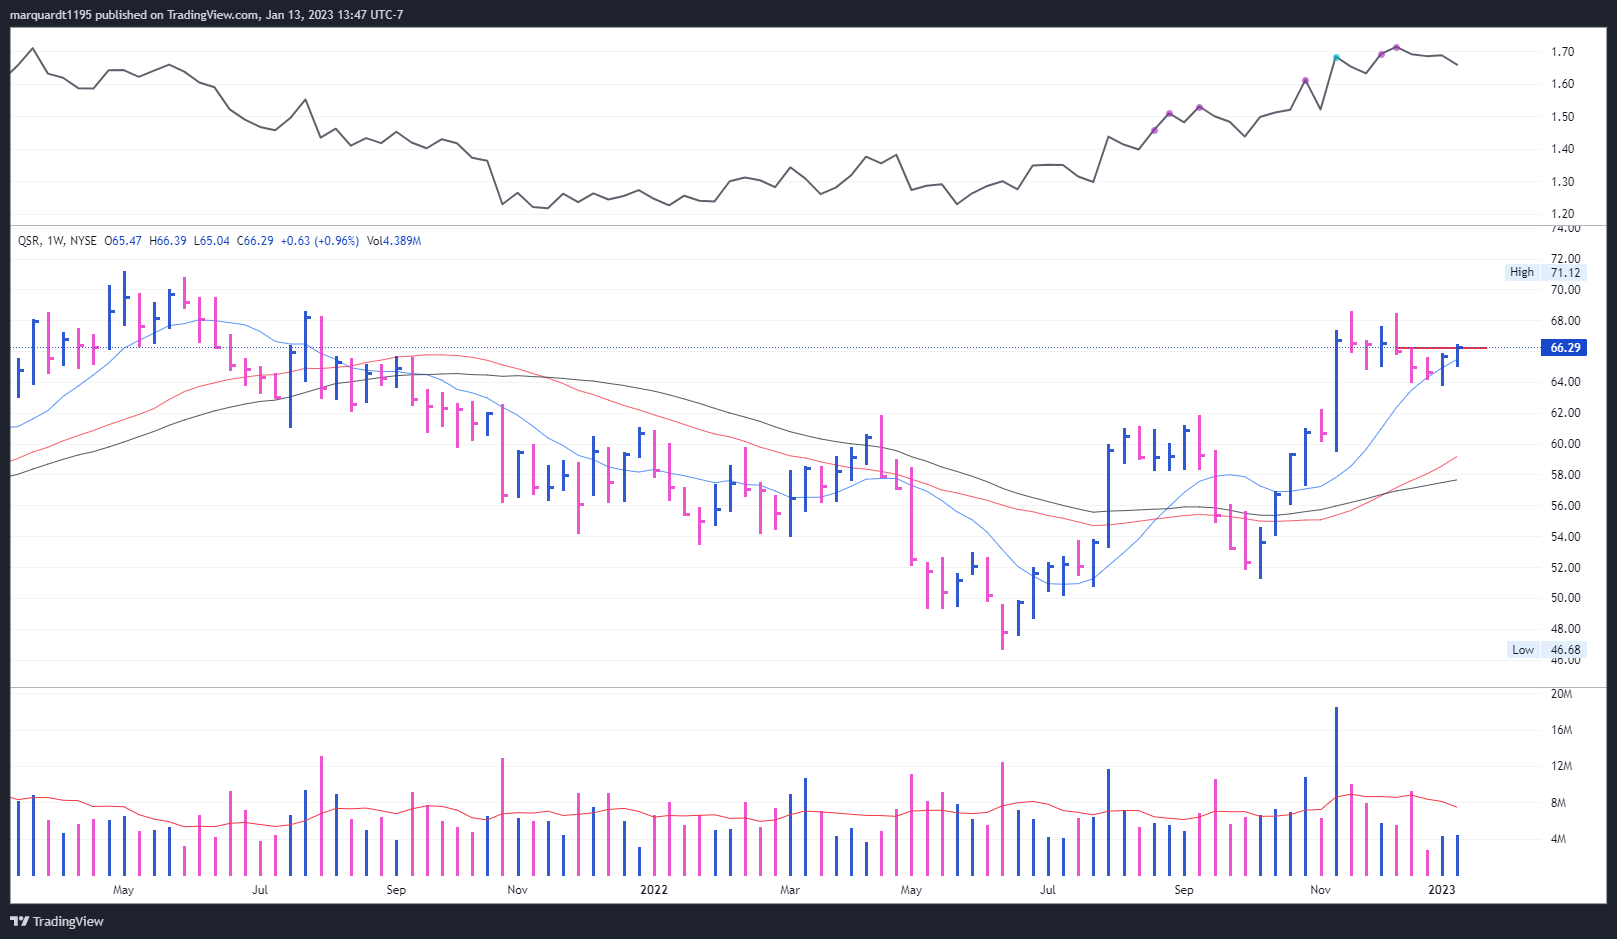 marquardt1195 published on TradingView.com, Jan 13, 2023 13:47 UTC-7
1.70
1.60
1.50
1.40
1.30
1.20
74.00
QSR, 1W, NYSE O65.47 H66.39 L65.04 C66.29 +0.63 (+0.96%) Vol4.389M
72.00
High 71.12
70.00
68.00
66.29
64.00
62.00
60.00
58.00
56.00
54.00
52.00
50.00
48.00
Low 46.68
46.00
20M
16M
12M
8M
4M
May Jul Sep Nov 2022 Mar May Jul Sep Nov 2023
TradingView